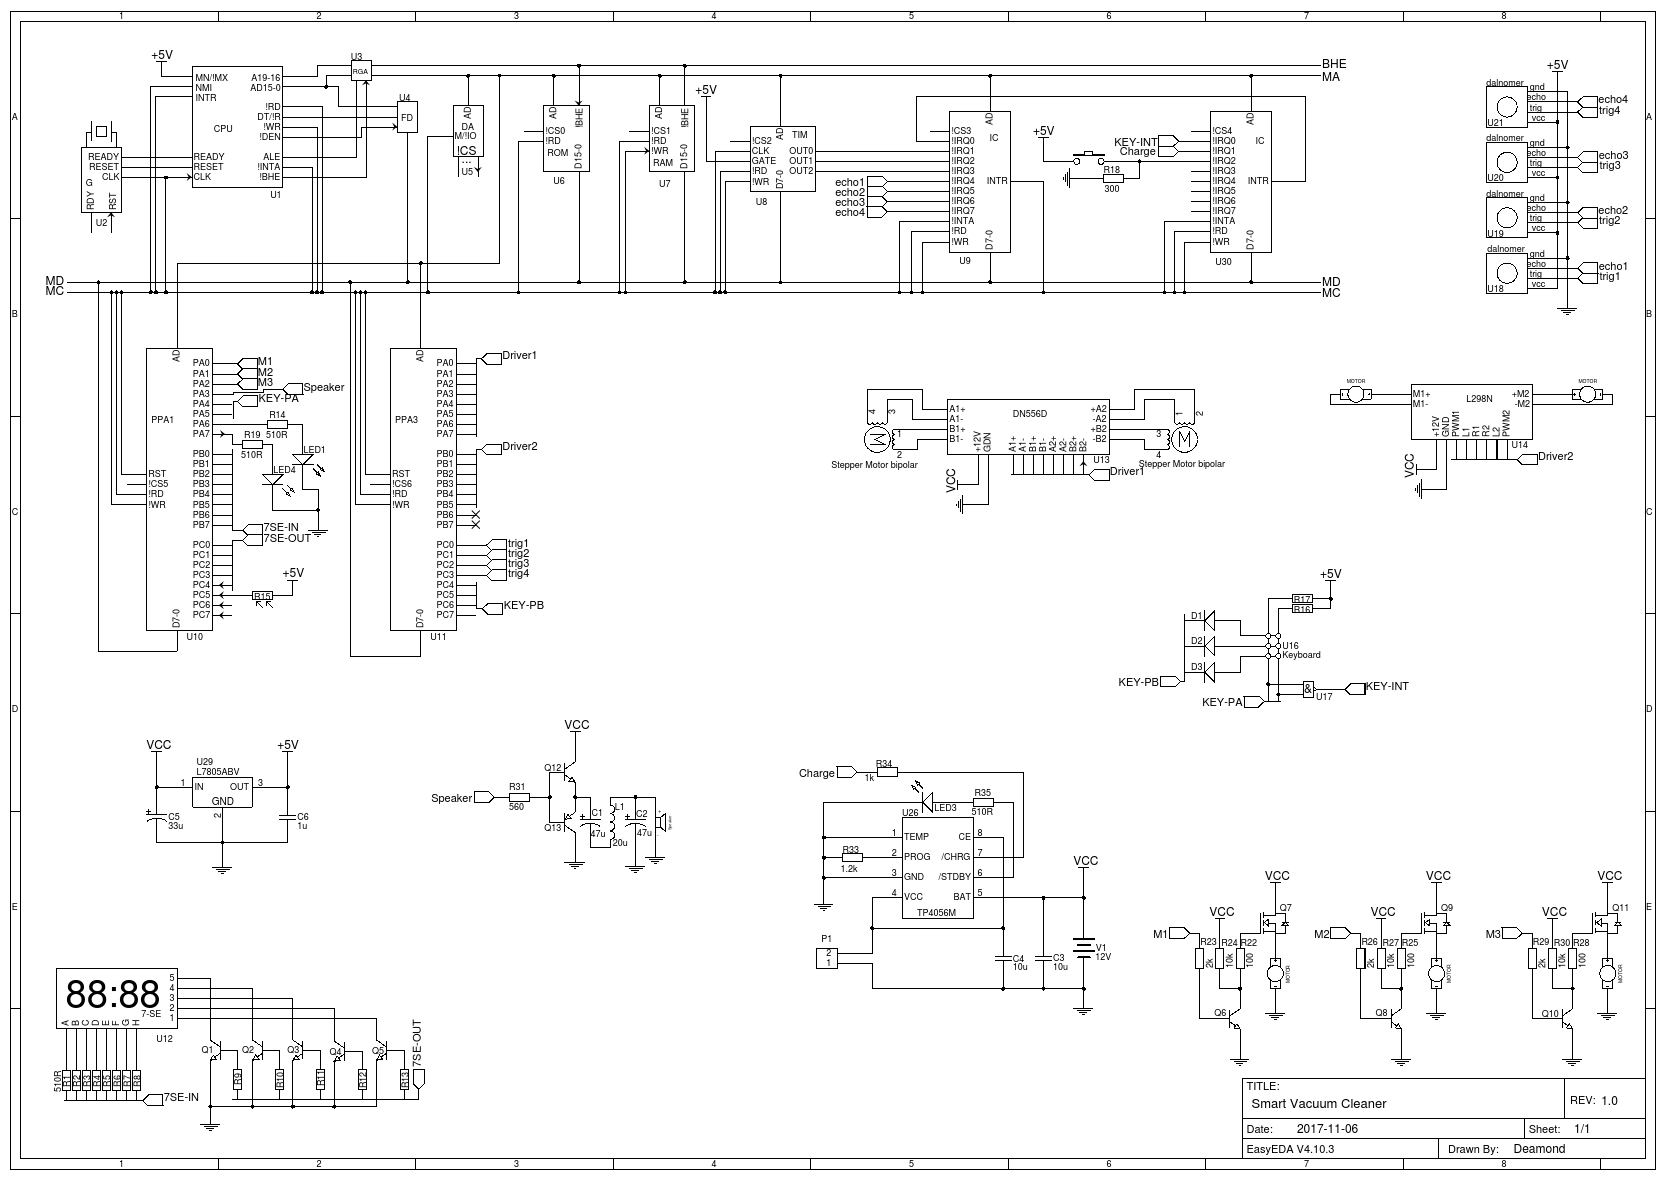 1 2 3 4 5 6 7 8
A
B
C
D
E
+5V
MN/!MX
NMI
INTR
CPU
READY
RESET
CLK
A19-16
AD15-0
!RD
DT/!R
!WR
!DEN
ALE
!INTA
!BHE
U1
READY
RESET
CLK
G
RDY
RST
U2
U3
RGA
U4
FD
AD
DA
M/!IO
!CS
...
U5
AD
!BHE
!CS0
!RD
ROM
D15-0
U6
AD
!BHE
!CS1
!RD
!WR
RAM
D15-0
U7
+5V
AD
TIM
!CS2
CLK
GATE
!RD
!WR
OUT0
OUT1
OUT2
D7-0
U8
echo1
echo2
echo3
echo4
AD
IC
!CS3
!IRQ0
!IRQ1
!IRQ2
!IRQ3
!IRQ4
!IRQ5
!IRQ6
!IRQ7
!INTA
!RD
!WR
INTR
D7-0
U9
+5V
R18
300
KEY-INT
Charge
AD
IC
!CS4
!IRQ0
!IRQ1
!IRQ2
!IRQ3
!IRQ4
!IRQ5
!IRQ6
!IRQ7
!INTA
!RD
!WR
INTR
D7-0
U30
BHE
MA
MD
MC
MD
MC
+5V
dalnomer
U21
gnd
echo
trig
vcc
echo4
trig4
dalnomer
U20
gnd
echo
trig
vcc
echo3
trig3
dalnomer
U19
gnd
echo
trig
vcc
echo2
trig2
dalnomer
U18
gnd
echo
trig
vcc
echo1
trig1
AD
PPA1
RST
!CS5
!RD
!WR
D7-0
PA0
PA1
PA2
PA3
PA4
PA5
PA6
PA7
PB0
PB1
PB2
PB3
PB4
PB5
PB6
PB7
PC0
PC1
PC2
PC3
PC4
PC5
PC6
PC7
U10
M1
M2
M3
Speaker
KEY-PA
R14
510R
R19
510R
LED1
LED4
7SE-IN
7SE-OUT
+5V
R15
AD
PPA3
RST
!CS6
!RD
!WR
D7-0
PA0
PA1
PA2
PA3
PA4
PA5
PA6
PA7
PB0
PB1
PB2
PB3
PB4
PB5
PB6
PB7
PC0
PC1
PC2
PC3
PC4
PC5
PC6
PC7
U11
Driver1
Driver2
trig1
trig2
trig3
trig4
KEY-PB
4 3
1
2
M
Stepper Motor bipolar
DN556D
A1+
A1-
B1+
B1-
+A2
-A2
+B2
-B2
+12V
GDN
A1+
A1-
B1+
B1-
A2+
A2-
B2+
B2-
U13
Driver1
VCC
1 2
3
4
M
Stepper Motor bipolar
MOTOR
M1+
M1-
L298N
+M2
-M2
MOTOR
+12V
GND
PWM1
L1
R1
R2
L2
PWM2
U14
Driver2
VCC
+5V
R17
R16
D1
D2
D3
U16
Keyboard
KEY-PB
KEY-PA
&
U17
KEY-INT
VCC
+5V
U29
L7805ABV
1
IN
OUT
3
GND
2
C5
33u
C6
1u
VCC
Speaker
R31
560
Q12
Q13
C1
47u
L1
20u
C2
47u
Speaker
Charge
R34
1k
LED3
R35
510R
U26
1 TEMP
2 PROG
3 GND
4 VCC
CE 8
/CHRG 7
/STDBY 6
BAT 5
TP4056M
R33
1.2k
P1
2
1
C4
10u
C3
10u
VCC
V1
12V
VCC
VCC
Q7
M1
R23
2k
R24
10k
R22
100
MOTOR
Q6
VCC
VCC
Q9
M2
R26
2k
R27
10k
R25
100
MOTOR
Q8
VCC
VCC
Q11
M3
R29
2k
R30
10k
R28
100
MOTOR
Q10
88:88
7-SE
5
4
3
2
1
A B C D E F G H
U12
510R
R1 R2 R3 R4 R5 R6 R7 R8
7SE-IN
Q1 Q2 Q3 Q4 Q5
R9 R10 R11 R12 R13
7SE-OUT
TITLE:
Smart Vacuum Cleaner
REV: 1.0
Date: 2017-11-06
Sheet: 1/1
EasyEDA V4.10.3
Drawn By: Deamond
1 2 3 4 5 6 7 8
A
B
C
D
E